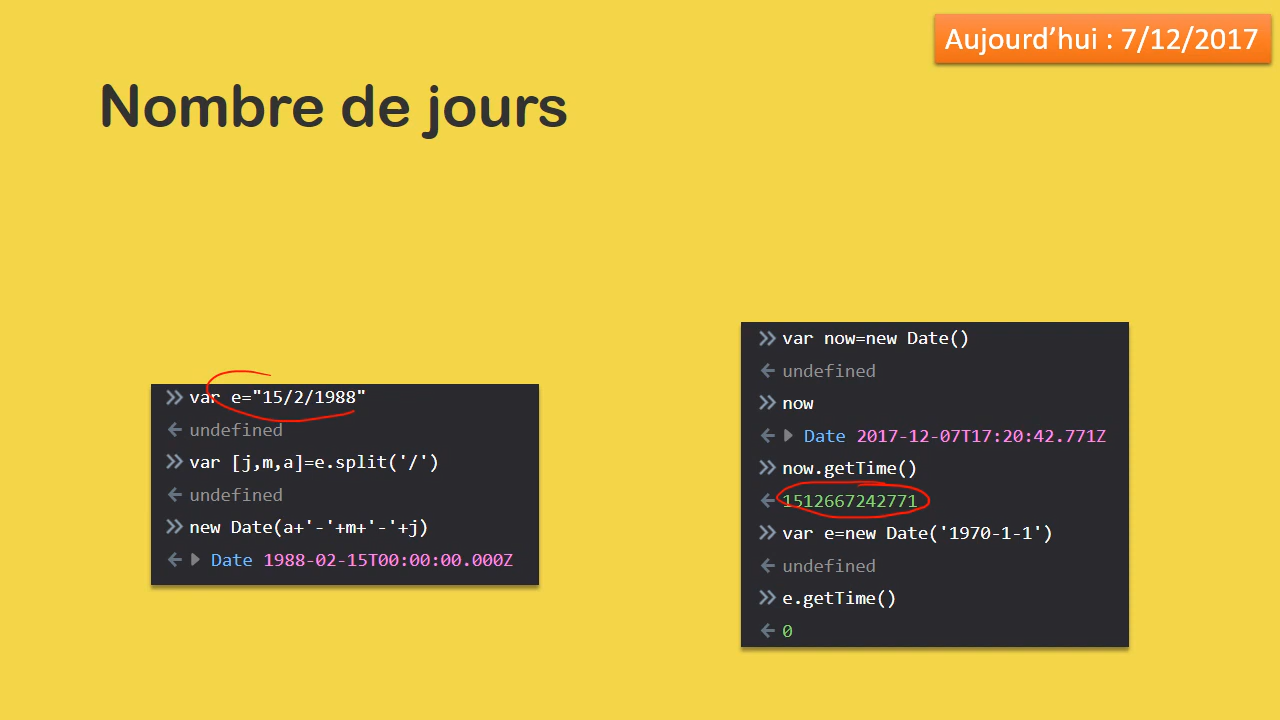 Aujourd’hui : 7/12/2017
Nombre de jours
var e="15/2/1988"
undefined
var [j,m,a]=e.split('/')
undefined
new Date(a+'-'+m+'-'+j)
Date 1988-02-15T00:00:00.000Z
var now=new Date()
undefined
now
Date 2017-12-07T17:20:42.771Z
now.getTime()
1512667242771
var e=new Date('1970-1-1')
undefined
e.getTime()
0